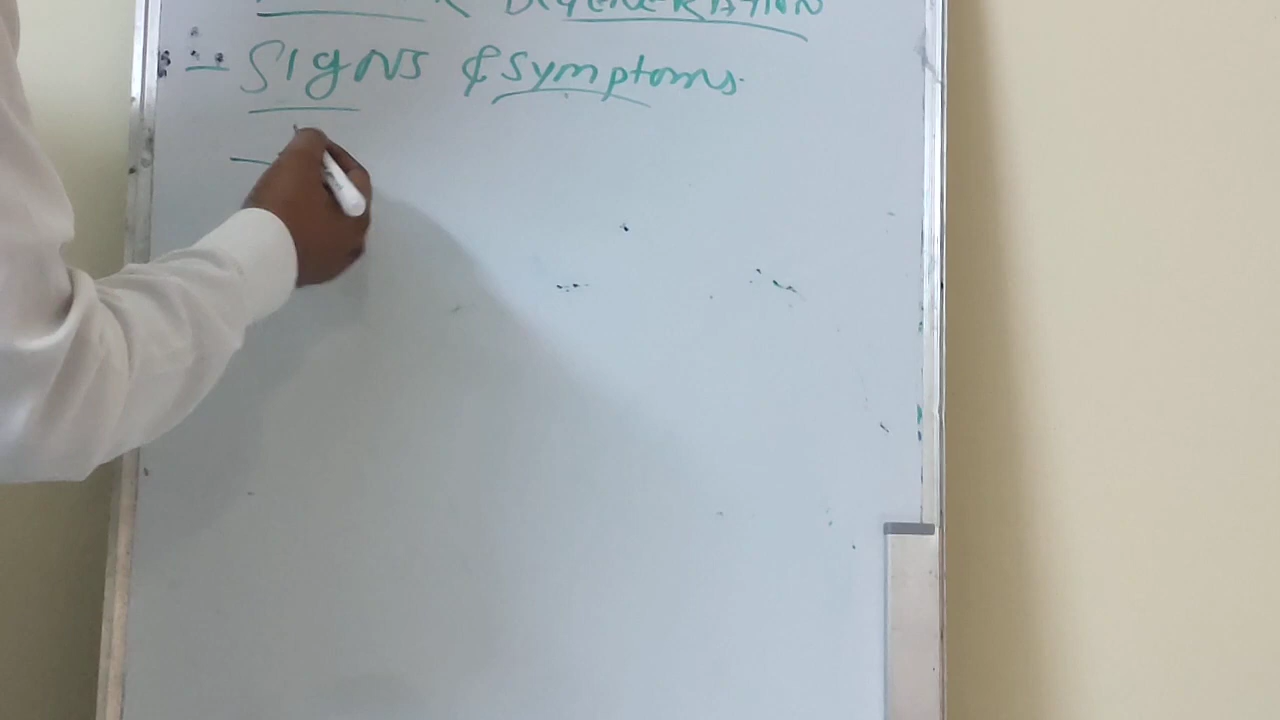 DEGENERATION
:- Signs & Symptoms.
-